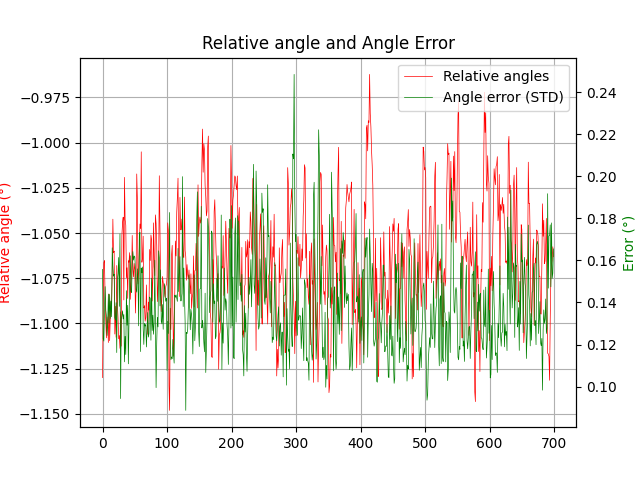 Relative angle and Angle Error
Relative angles
Angle error (STD)
−0.975
−1.000
−1.025
−1.050
−1.075
−1.100
−1.125
−1.150
Relative angle (°)
0.24
0.22
0.20
0.18
0.16
0.14
0.12
0.10
Error (°)
0 100 200 300 400 500 600 700